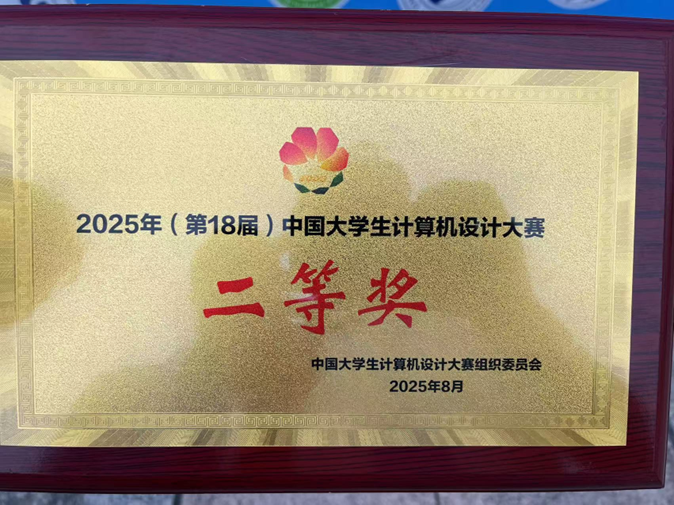 2025年（第18届）中国大学生计算机设计大赛
二等奖
中国大学生计算机设计大赛组织委员会
2025年8月